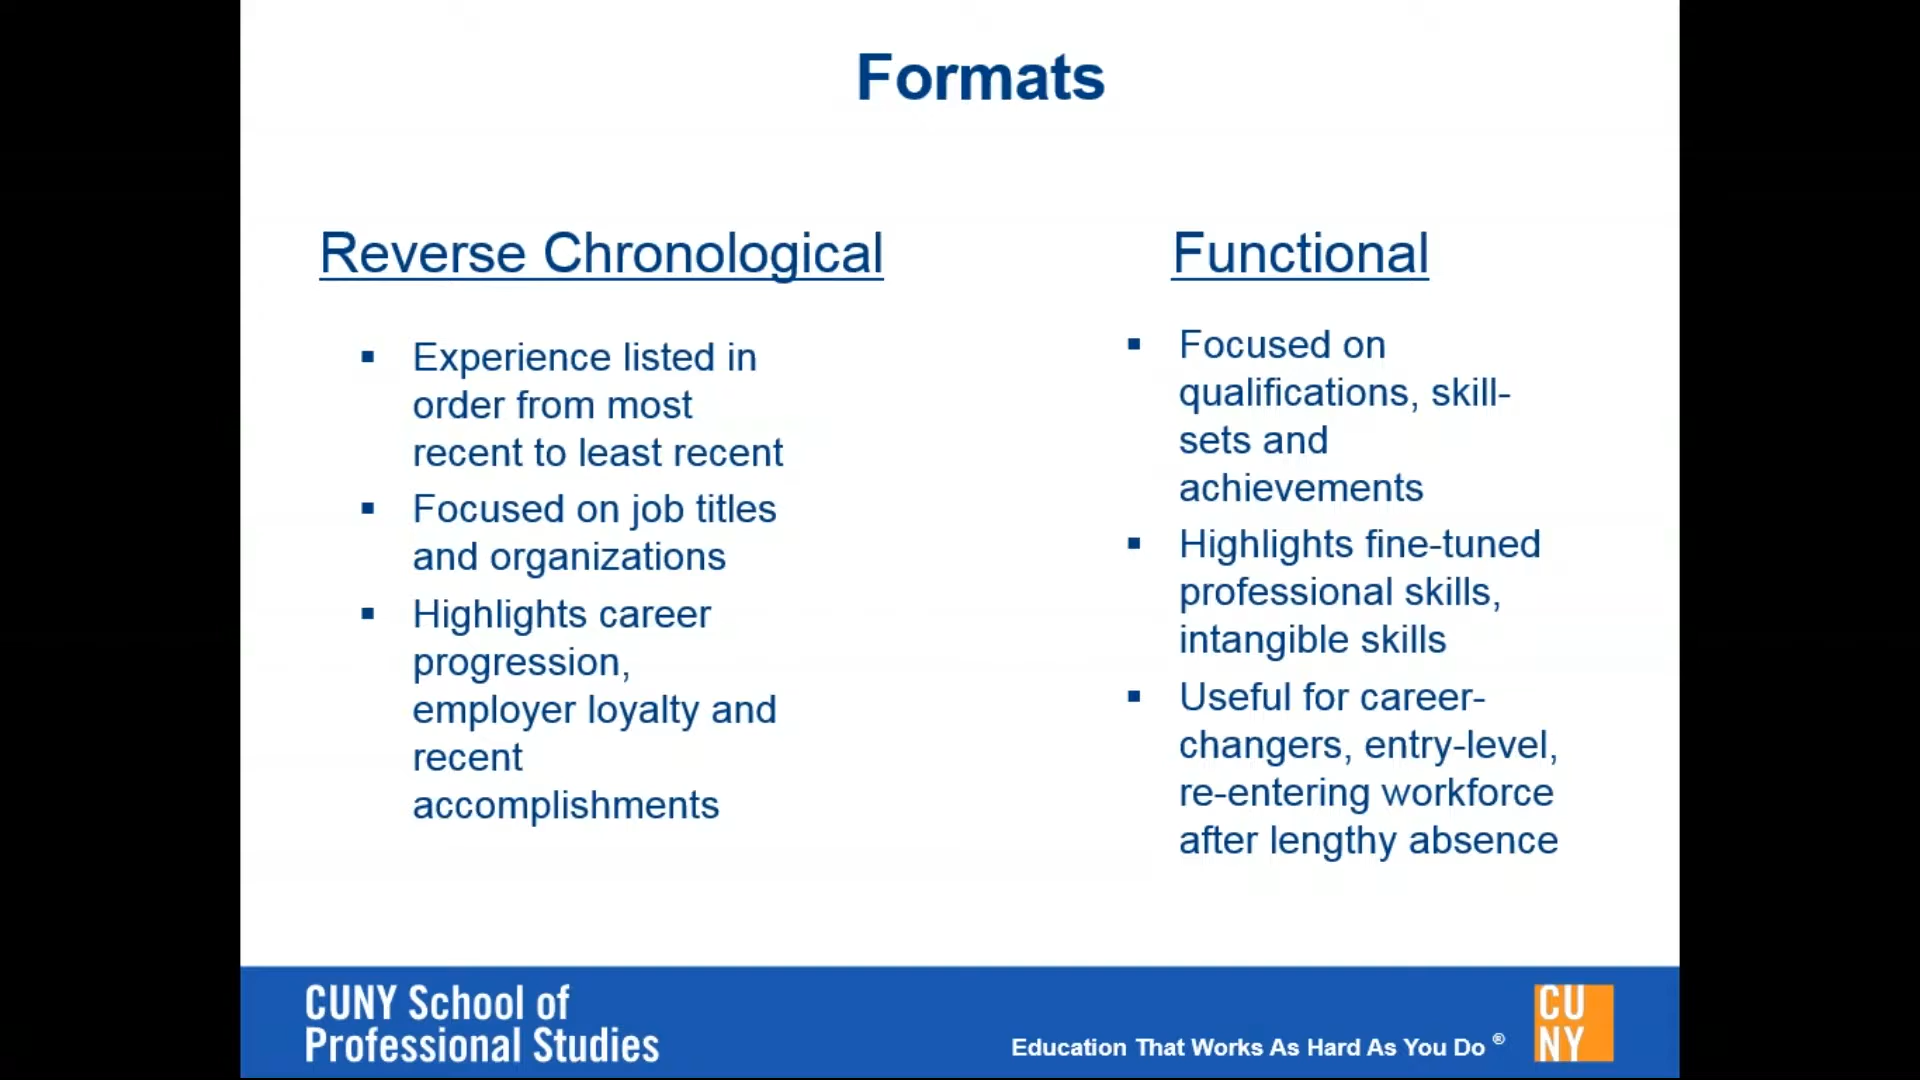 Formats
Reverse Chronological
▪ Experience listed in
order from most
recent to least recent
▪ Focused on job titles
and organizations
▪ Highlights career
progression,
employer loyalty and
recent
accomplishments
Functional
▪ Focused on
qualifications, skill-
sets and
achievements
▪ Highlights fine-tuned
professional skills,
intangible skills
▪ Useful for career-
changers, entry-level,
re-entering workforce
after lengthy absence
CUNY School of
Professional Studies
Education That Works As Hard As You Do ®
CU
NY